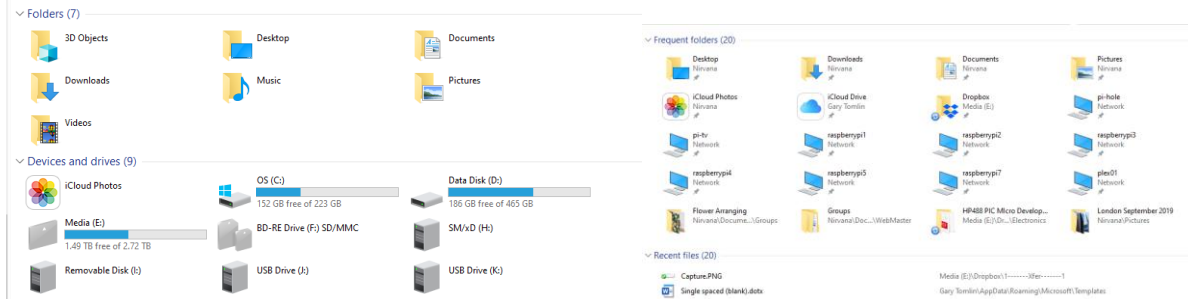 Folders (7)
3D Objects
Desktop
Documents
Downloads
Music
Pictures
Videos
Devices and drives (9)
iCloud Photos
OS (C:)
152 GB free of 223 GB
Data Disk (D:)
186 GB free of 465 GB
Media (E:)
1.49 TB free of 2.72 TB
BD-RE Drive (F:) SD/MMC
SM/xD (H:)
Removable Disk (I:)
USB Drive (J:)
USB Drive (K:)
Frequent folders (20)
Desktop
Nirvana
Downloads
Nirvana
Documents
Nirvana
Pictures
Nirvana
iCloud Photos
Nirvana
iCloud Drive
Gary Tomlin
Dropbox
Media (E:)
pi-hole
Network
pi-tv
Network
raspberrypi1
Network
raspberrypi2
Network
raspberrypi3
Network
raspberrypi4
Network
raspberrypi5
Network
raspberrypi7
Network
plex01
Network
Flower Arranging
Nirvana\Docume...\Groups
Groups
Nirvana\Doc...\WebMaster
HP488 PIC Micro Develop...
Media (E:)\Dr...\Electronics
London September 2019
Nirvana\Pictures
Recent files (20)
Capture.PNG
Media (E:)\Dropbox\1-------Xfer-------1
Single spaced (blank).dotx
Gary Tomlin\AppData\Roaming\Microsoft\Templates